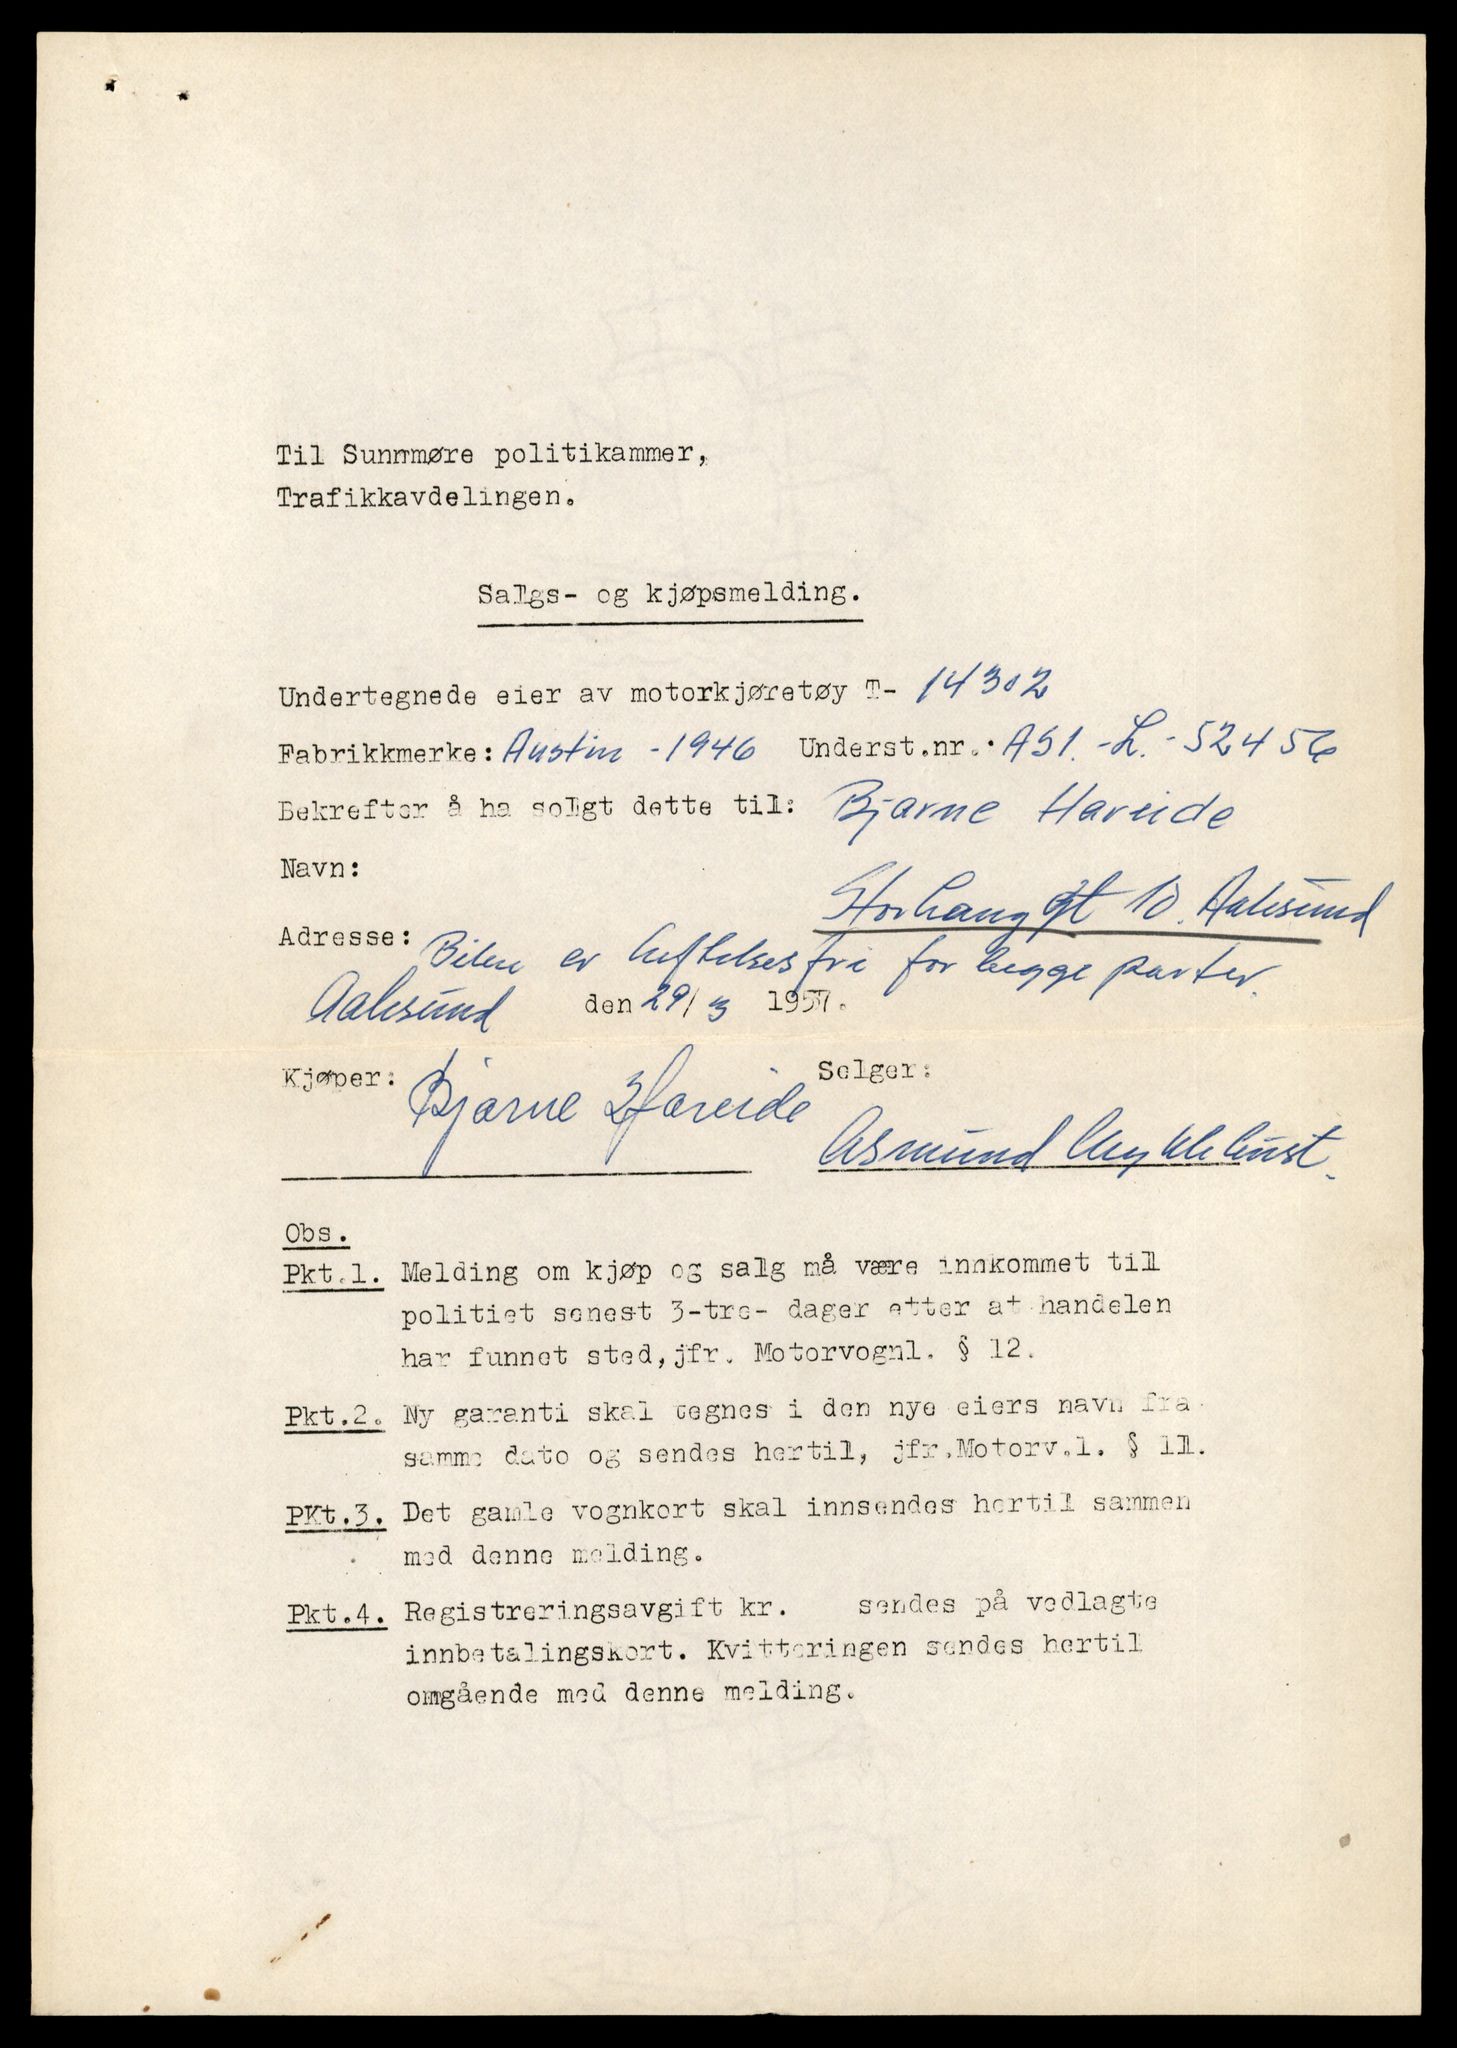 Til Sunnmøre politikammer,
Trafikkavdelingen.
Salgs- og kjøpsmelding.
Undertegnede eier av motorkjøretøy T- 14302
Fabrikkmerke: Austin - 1946 Underst.nr.: AS1. - L. - 52456
Bekrefter å ha solgt dette til: Bjarne Hareide
Navn:
Storhauggt 10. Aalesund
Adresse:
Bilen er heftelsesfri for begge parter.
Aalesund den 29/3 1957.
Kjøper: Bjarne Hareide Selger:
Asmund Myklebust.
Obs.
Pkt.1. Melding om kjøp og salg må være innkommet til
politiet senest 3-tre- dager etter at handelen
har funnet sted, jfr. Motorvognl. § 12.
Pkt.2. Ny garanti skal tegnes i den nye eiers navn fra
samme dato og sendes hertil, jfr.Motorv.l. § 11.
PKt.3. Det gamle vognkort skal innsendes hertil sammen
med denne melding.
Pkt.4. Registreringsavgift kr. sendes på vedlagte
innbetalingskort. Kvitteringen sendes hertil
omgående med denne melding.